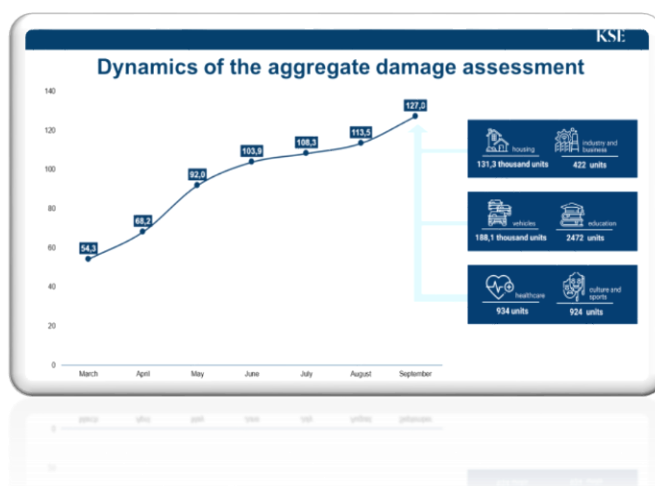 KSE
Dynamics of the aggregate damage assessment
140
120
100
80
60
40
20
0
54,3
68,2
92,0
103,9
108,3
113,5
127,0
March
April
May
June
July
August
September
housing
131,3 thousand units
industry and
business
422 units
vehicles
188,1 thousand units
education
2472 units
healthcare
934 units
culture and
sports
924 units